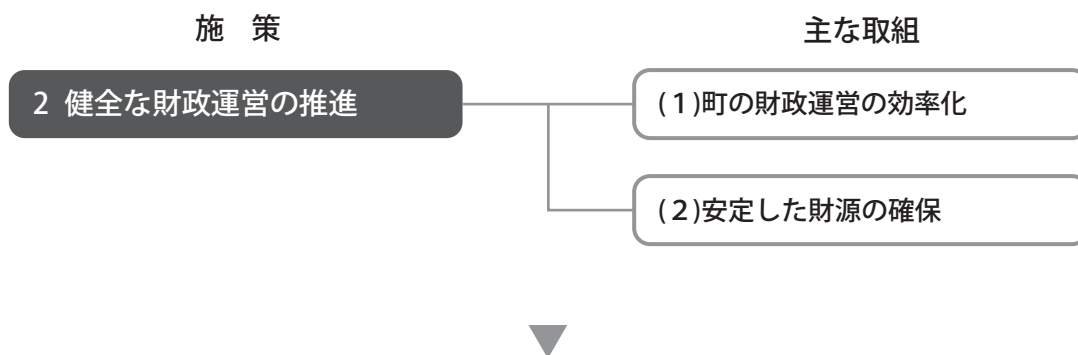 施　策
主な取組
2 健全な財政運営の推進
(1)町の財政運営の効率化
(２)安定した財源の確保